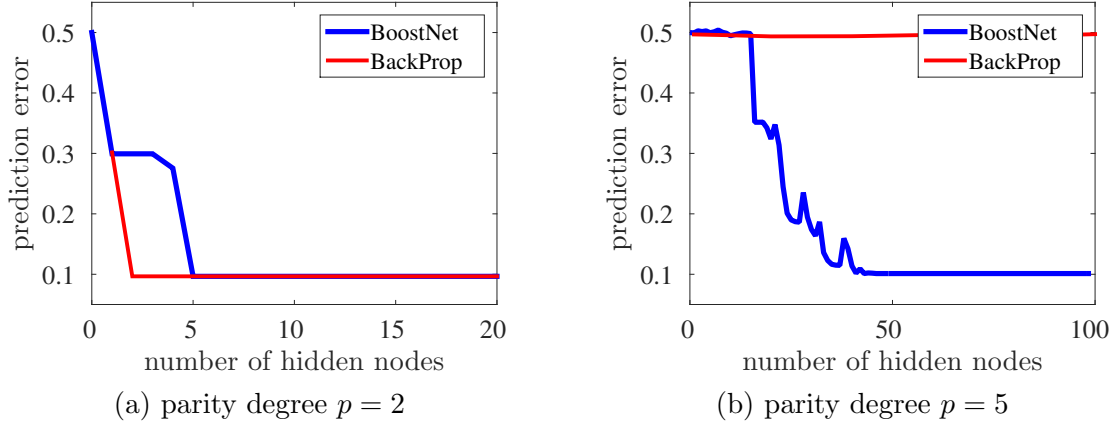 prediction error
0.5
0.4
0.3
0.2
0.1
BoostNet
BackProp
0 5 10 15 20
number of hidden nodes
(a) parity degree p = 2
prediction error
0.5
0.4
0.3
0.2
0.1
BoostNet
BackProp
0 50 100
number of hidden nodes
(b) parity degree p = 5